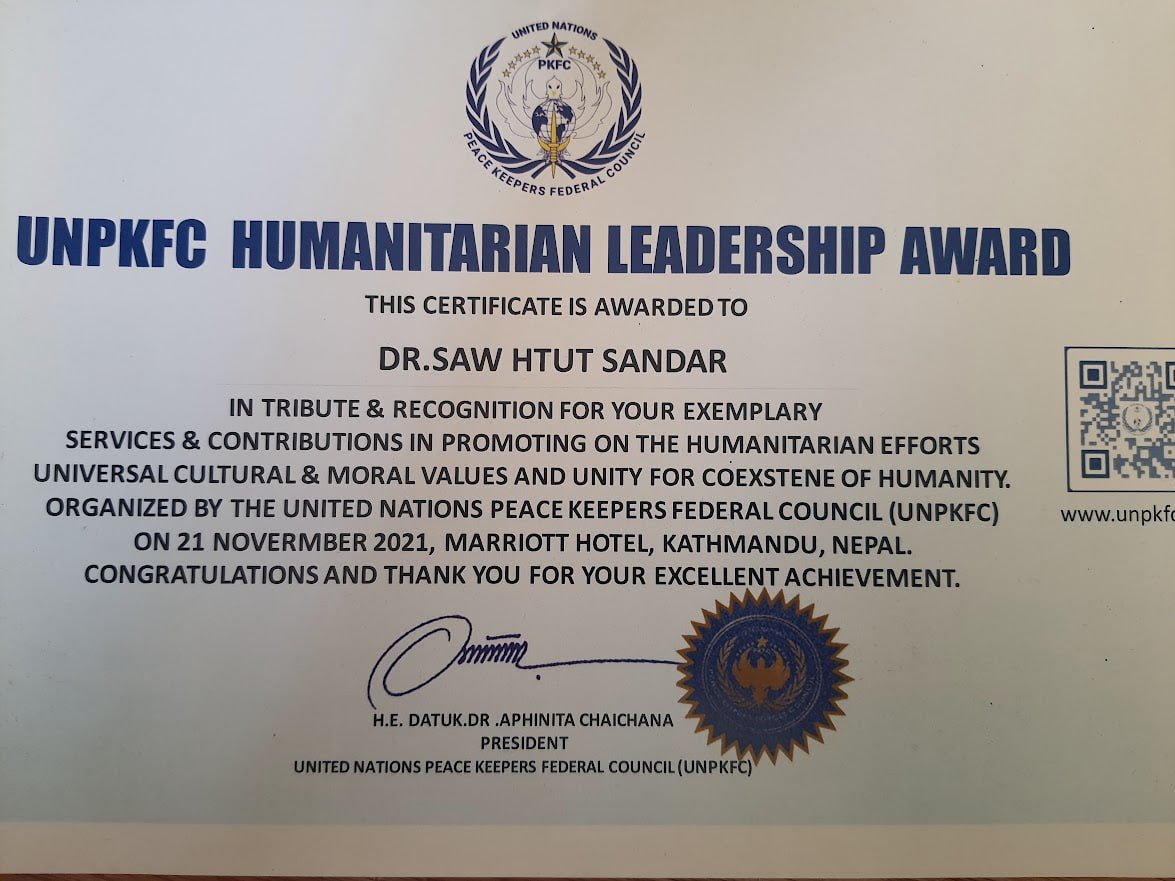 UNITED NATIONS
PKFC
PEACE KEEPERS FEDERAL COUNCIL
UNPKFC HUMANITARIAN LEADERSHIP AWARD
THIS CERTIFICATE IS AWARDED TO
DR.SAW HTUT SANDAR
IN TRIBUTE & RECOGNITION FOR YOUR EXEMPLARY
SERVICES & CONTRIBUTIONS IN PROMOTING ON THE HUMANITARIAN EFFORTS
UNIVERSAL CULTURAL & MORAL VALUES AND UNITY FOR COEXSTENE OF HUMANITY.
ORGANIZED BY THE UNITED NATIONS PEACE KEEPERS FEDERAL COUNCIL (UNPKFC)
www.unpkfc
ON 21 NOVERMBER 2021, MARRIOTT HOTEL, KATHMANDU, NEPAL.
CONGRATULATIONS AND THANK YOU FOR YOUR EXCELLENT ACHIEVEMENT.
H.E. DATUK.DR .APHINITA CHAICHANA
PRESIDENT
UNITED NATIONS PEACE KEEPERS FEDERAL COUNCIL (UNPKFC)